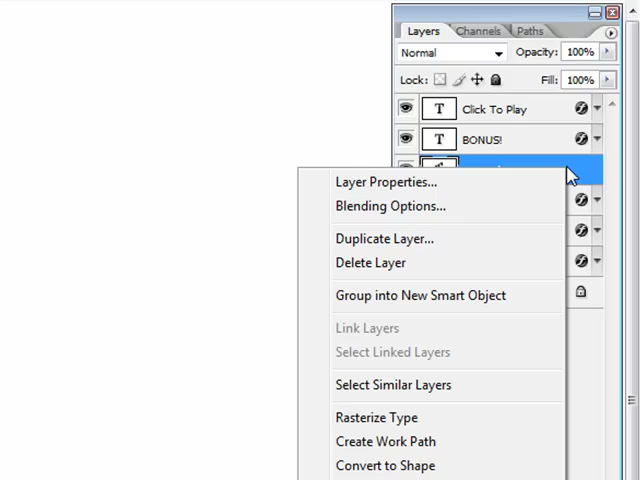 Layers Channels Paths
Normal Opacity: 100%
Lock: Fill: 100%
T Click To Play
T BONUS!
Layer Properties...
Blending Options...
Duplicate Layer...
Delete Layer
Group into New Smart Object
Link Layers
Select Linked Layers
Select Similar Layers
Rasterize Type
Create Work Path
Convert to Shape